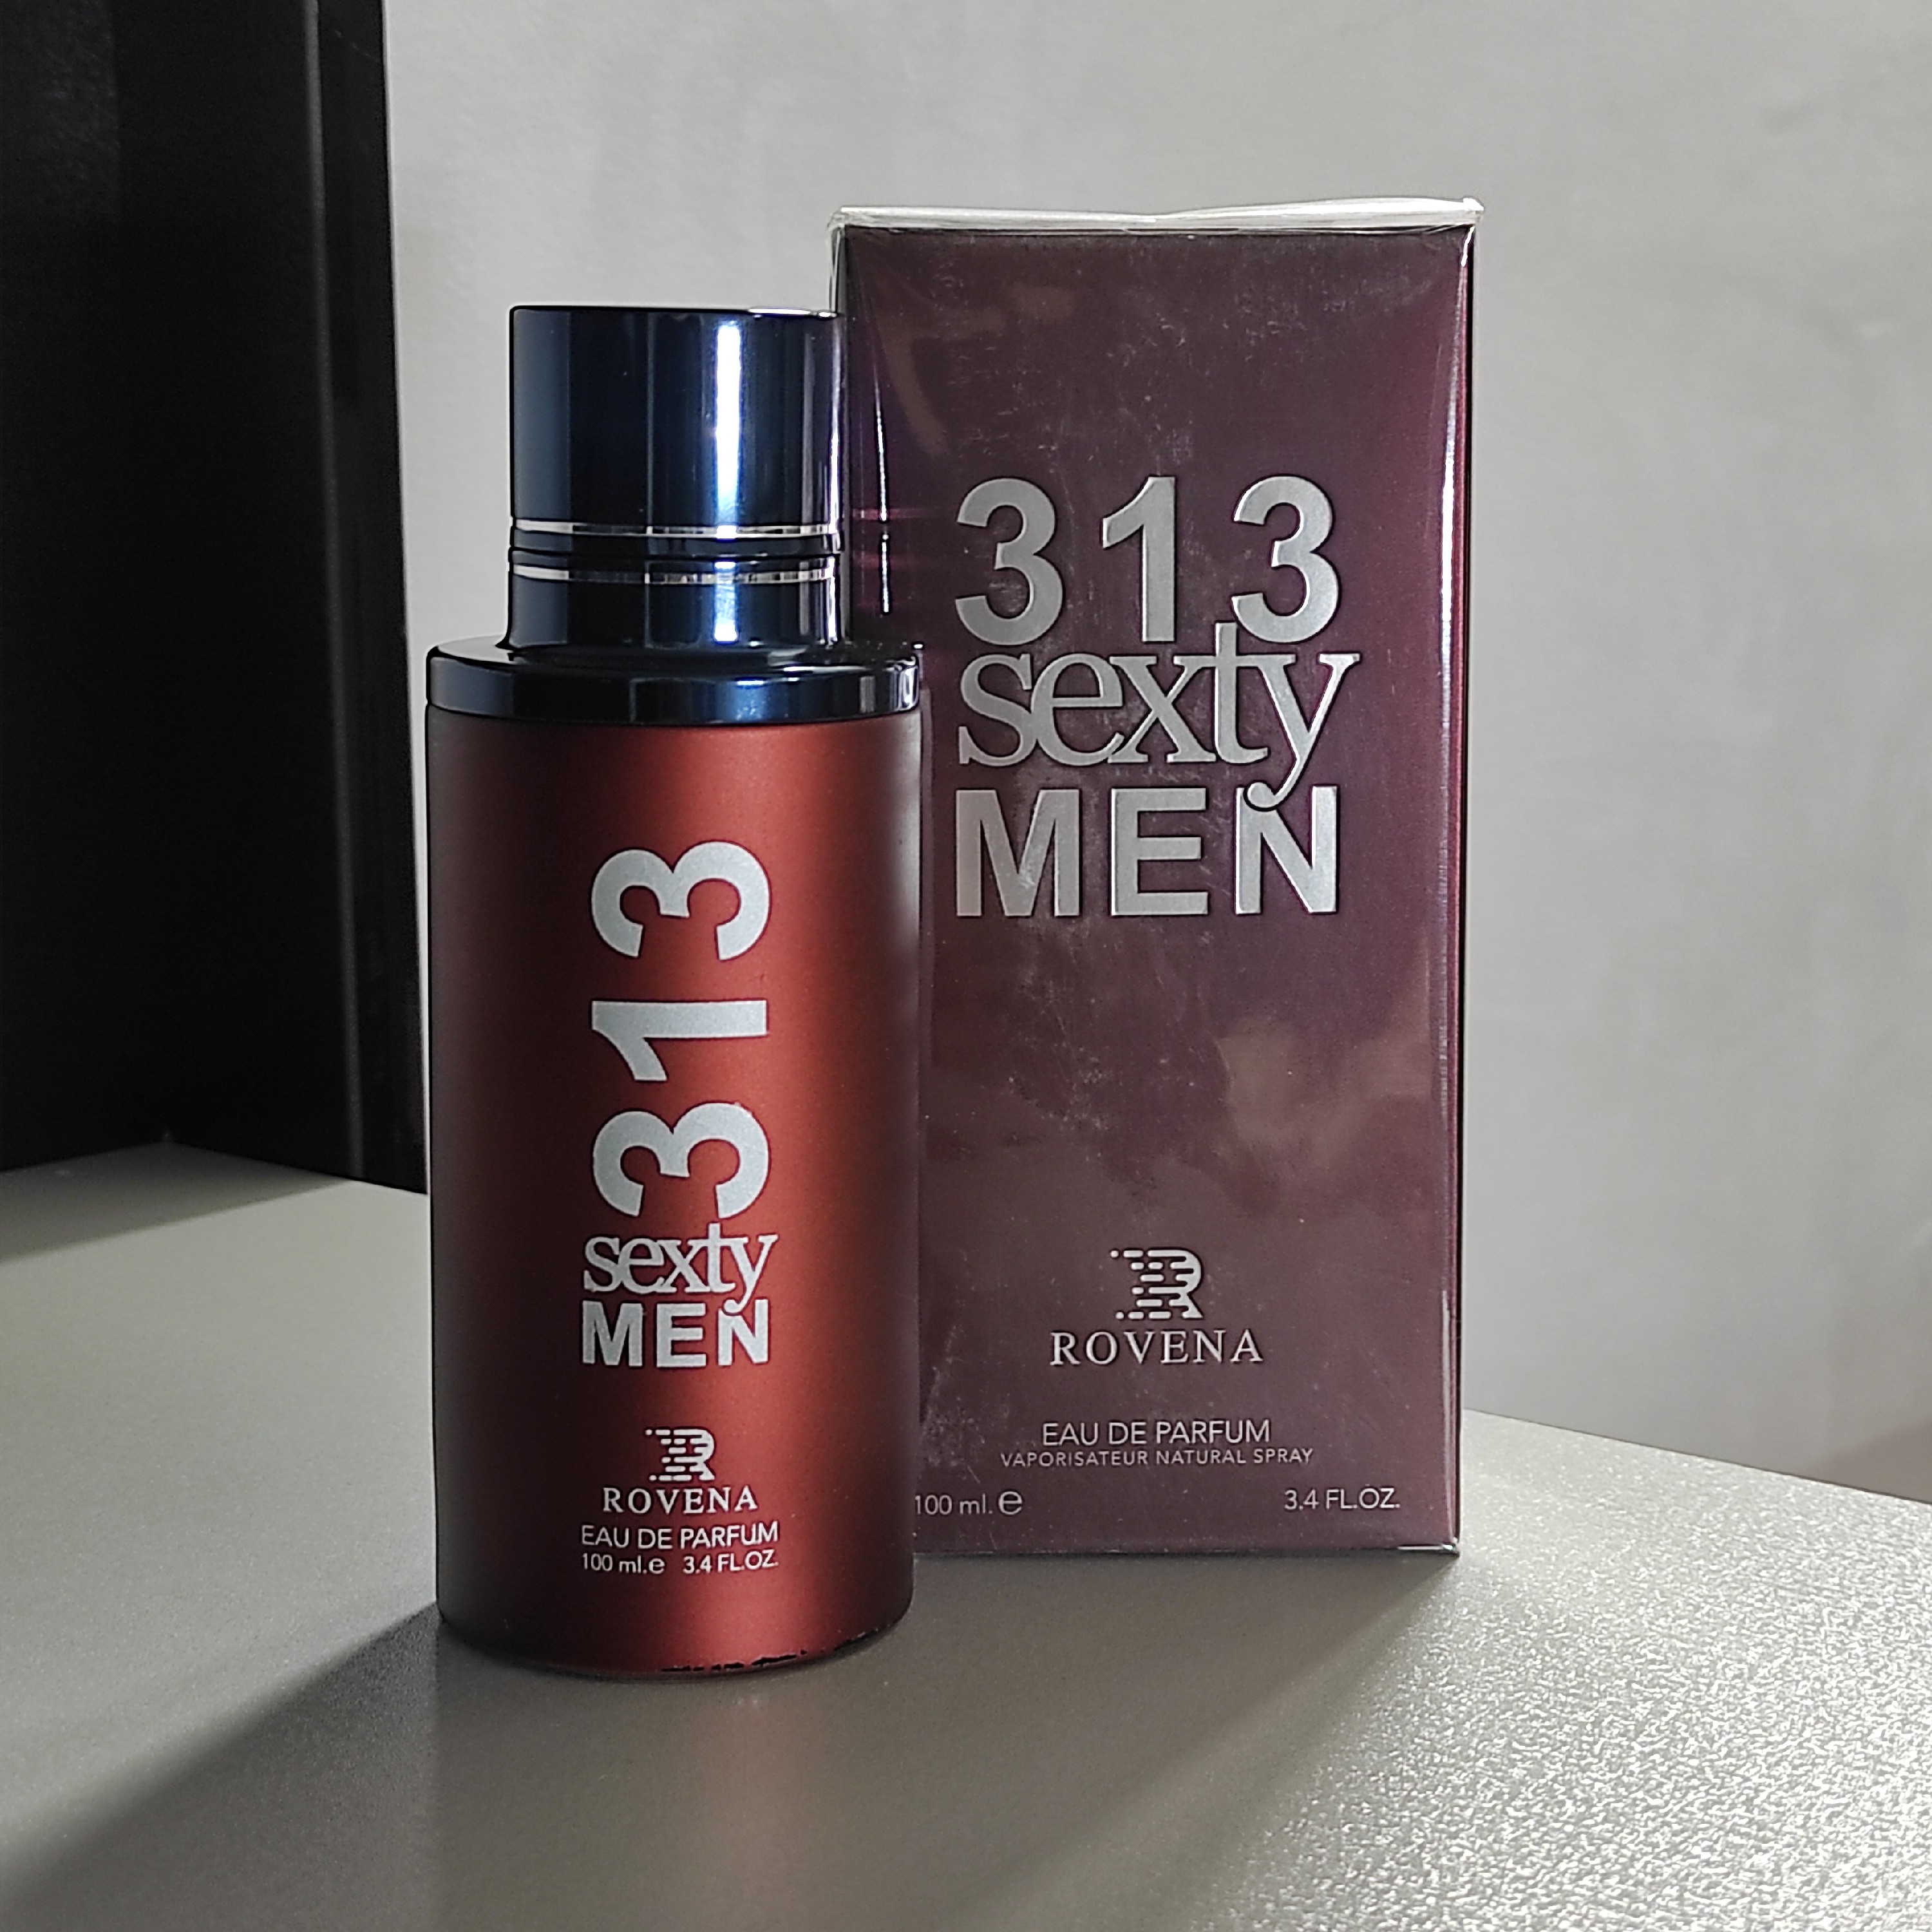 313
sexty
MEN
ROVENA
EAU DE PARFUM
100 ml.e 3.4 FL.OZ.
313
sexty
MEN
ROVENA
EAU DE PARFUM
VAPORISATEUR NATURAL SPRAY
100 ml. e 3.4 FL.OZ.